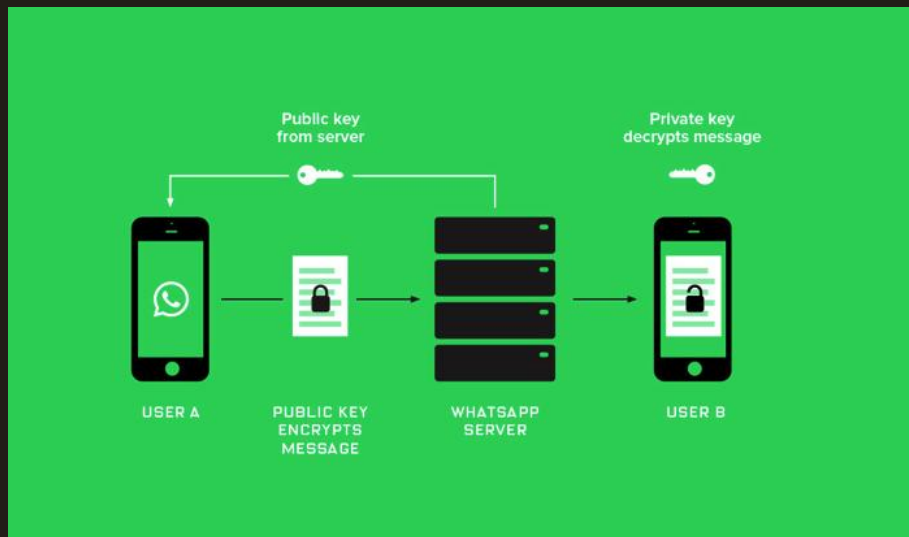 Public key
from server
Private key
decrypts message
USER A
PUBLIC KEY
ENCRYPTS
MESSAGE
WHATSAPP
SERVER
USER B